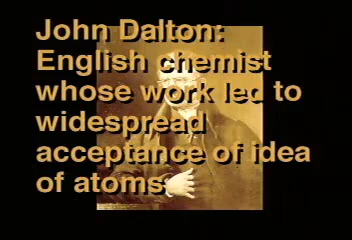 John Dalton:
English chemist
whose work led to
widespread
acceptance of idea
of atoms